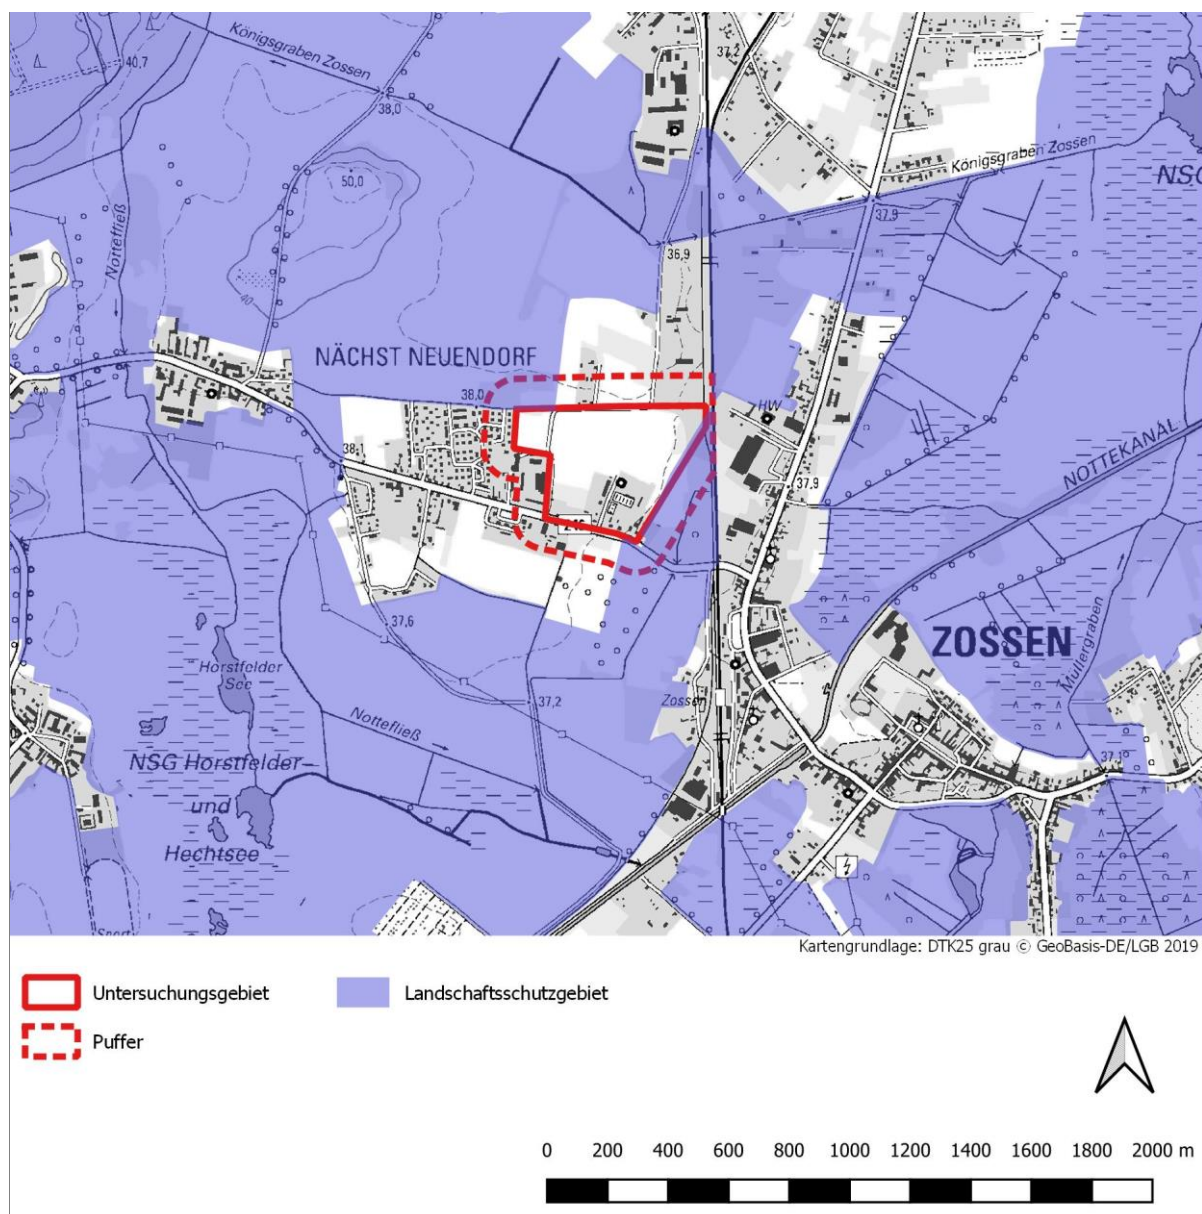 Königsgraben Zossen
40,7
38,0
37,2
Königsgraben Zossen
NSG
50,0
37,9
Nottefließ
36,9
40
NÄCHST NEUENDORF
38,0
HW
38,1
37,9
NOTTEKANAL
ZOSSEN
Müllergraben
37,6
Horstfelder
See
Zossen
37,2
37,1
Nottefließ
NSG Horstfelder-
und
Hechtsee
Kartengrundlage: DTK25 grau © GeoBasis-DE/LGB 2019
Untersuchungsgebiet
Landschaftsschutzgebiet
Puffer
0 200 400 600 800 1000 1200 1400 1600 1800 2000 m